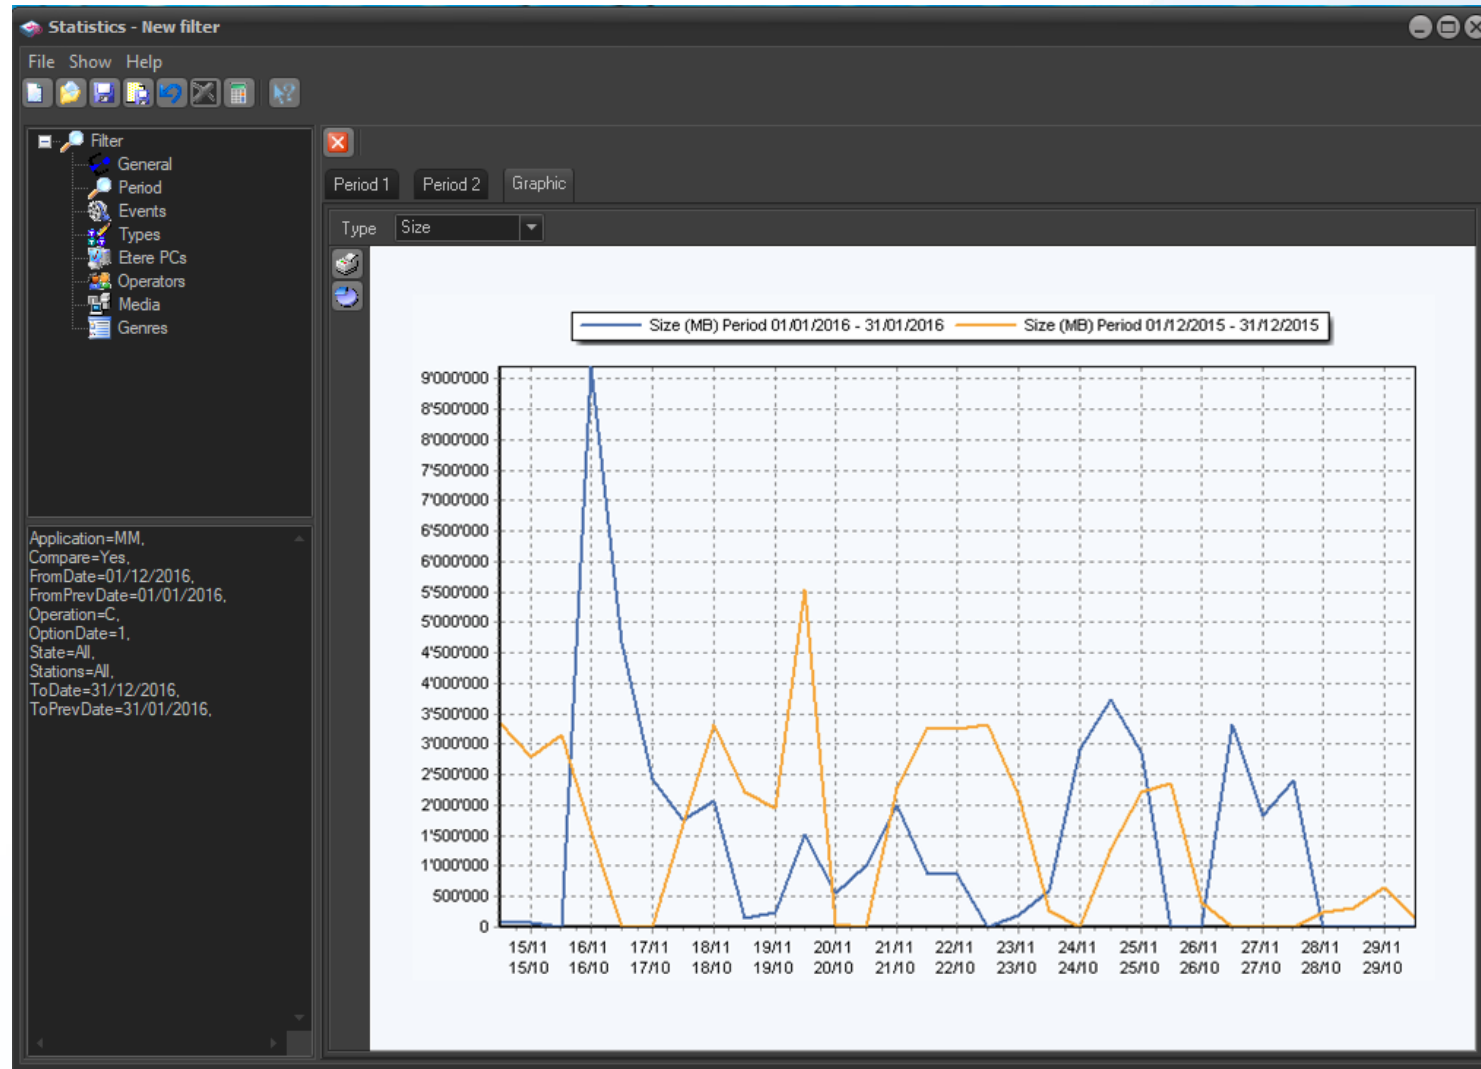 Statistics - New filter
File Show Help
Filter
General
Period
Events
Types
Etere PCs
Operators
Media
Genres
Application=MM,
Compare=Yes,
FromDate=01/12/2016,
FromPrevDate=01/01/2016,
Operation=C,
OptionDate=1,
State=All,
Stations=All,
ToDate=31/12/2016,
ToPrevDate=31/01/2016,
Period 1 Period 2 Graphic
Type Size
Size (MB) Period 01/01/2016 - 31/01/2016 Size (MB) Period 01/12/2015 - 31/12/2015
9'000'000
8'500'000
8'000'000
7'500'000
7'000'000
6'500'000
6'000'000
5'500'000
5'000'000
4'500'000
4'000'000
3'500'000
3'000'000
2'500'000
2'000'000
1'500'000
1'000'000
500'000
0
15/11 16/11 17/11 18/11 19/11 20/11 21/11 22/11 23/11 24/11 25/11 26/11 27/11 28/11 29/11
15/10 16/10 17/10 18/10 19/10 20/10 21/10 22/10 23/10 24/10 25/10 26/10 27/10 28/10 29/10